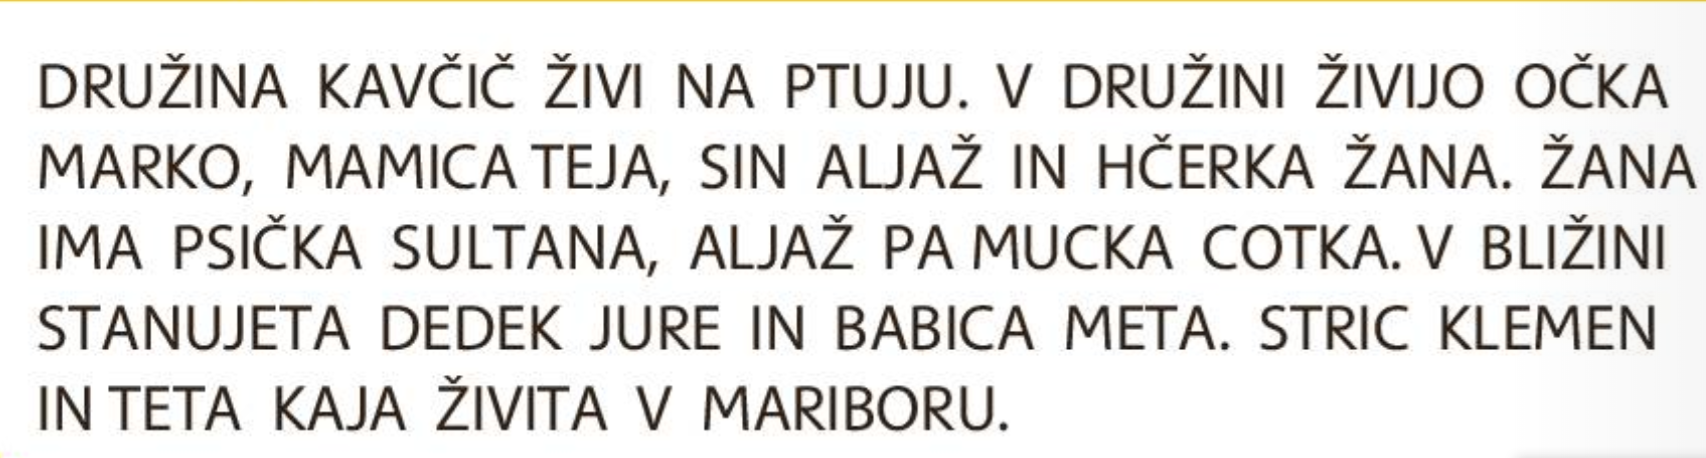 DRUŽINA KAVČIČ ŽIVI NA PTUJU. V DRUŽINI ŽIVIJO OČKA
MARKO, MAMICA TEJA, SIN ALJAŽ IN HČERKA ŽANA. ŽANA
IMA PSIČKA SULTANA, ALJAŽ PA MUCKA COTKA. V BLIŽINI
STANUJETA DEDEK JURE IN BABICA META. STRIC KLEMEN
IN TETA KAJA ŽIVITA V MARIBORU.